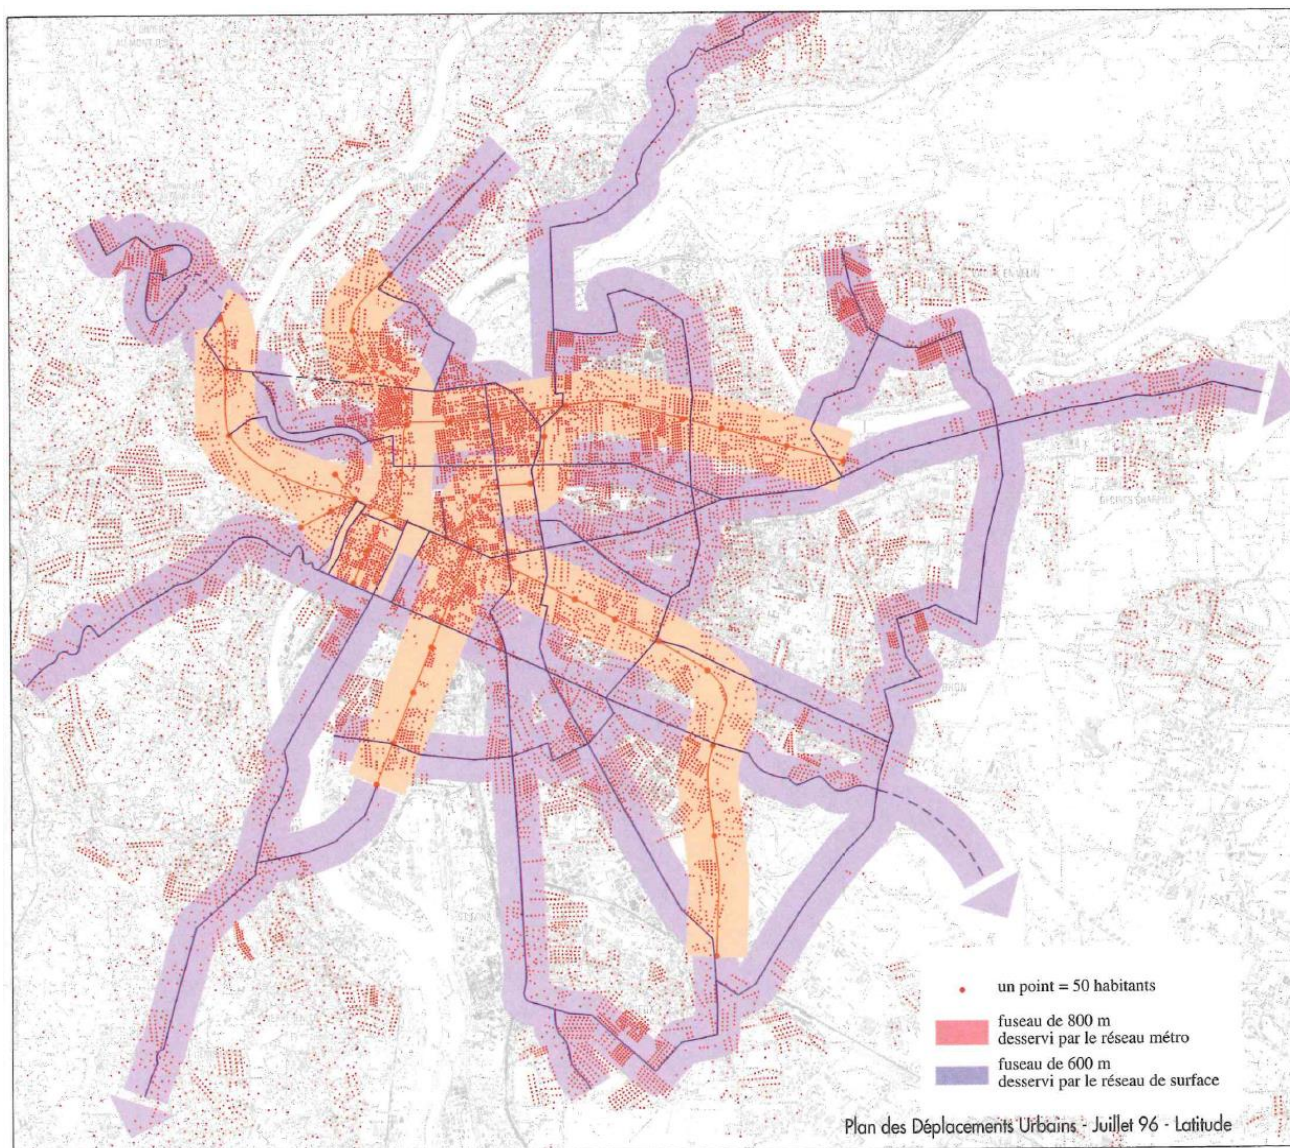 BRON
un point = 50 habitants
fuseau de 800 m
desservi par le réseau métro
fuseau de 600 m
desservi par le réseau de surface
Plan des Déplacements Urbains - Juillet 96 - Latitude